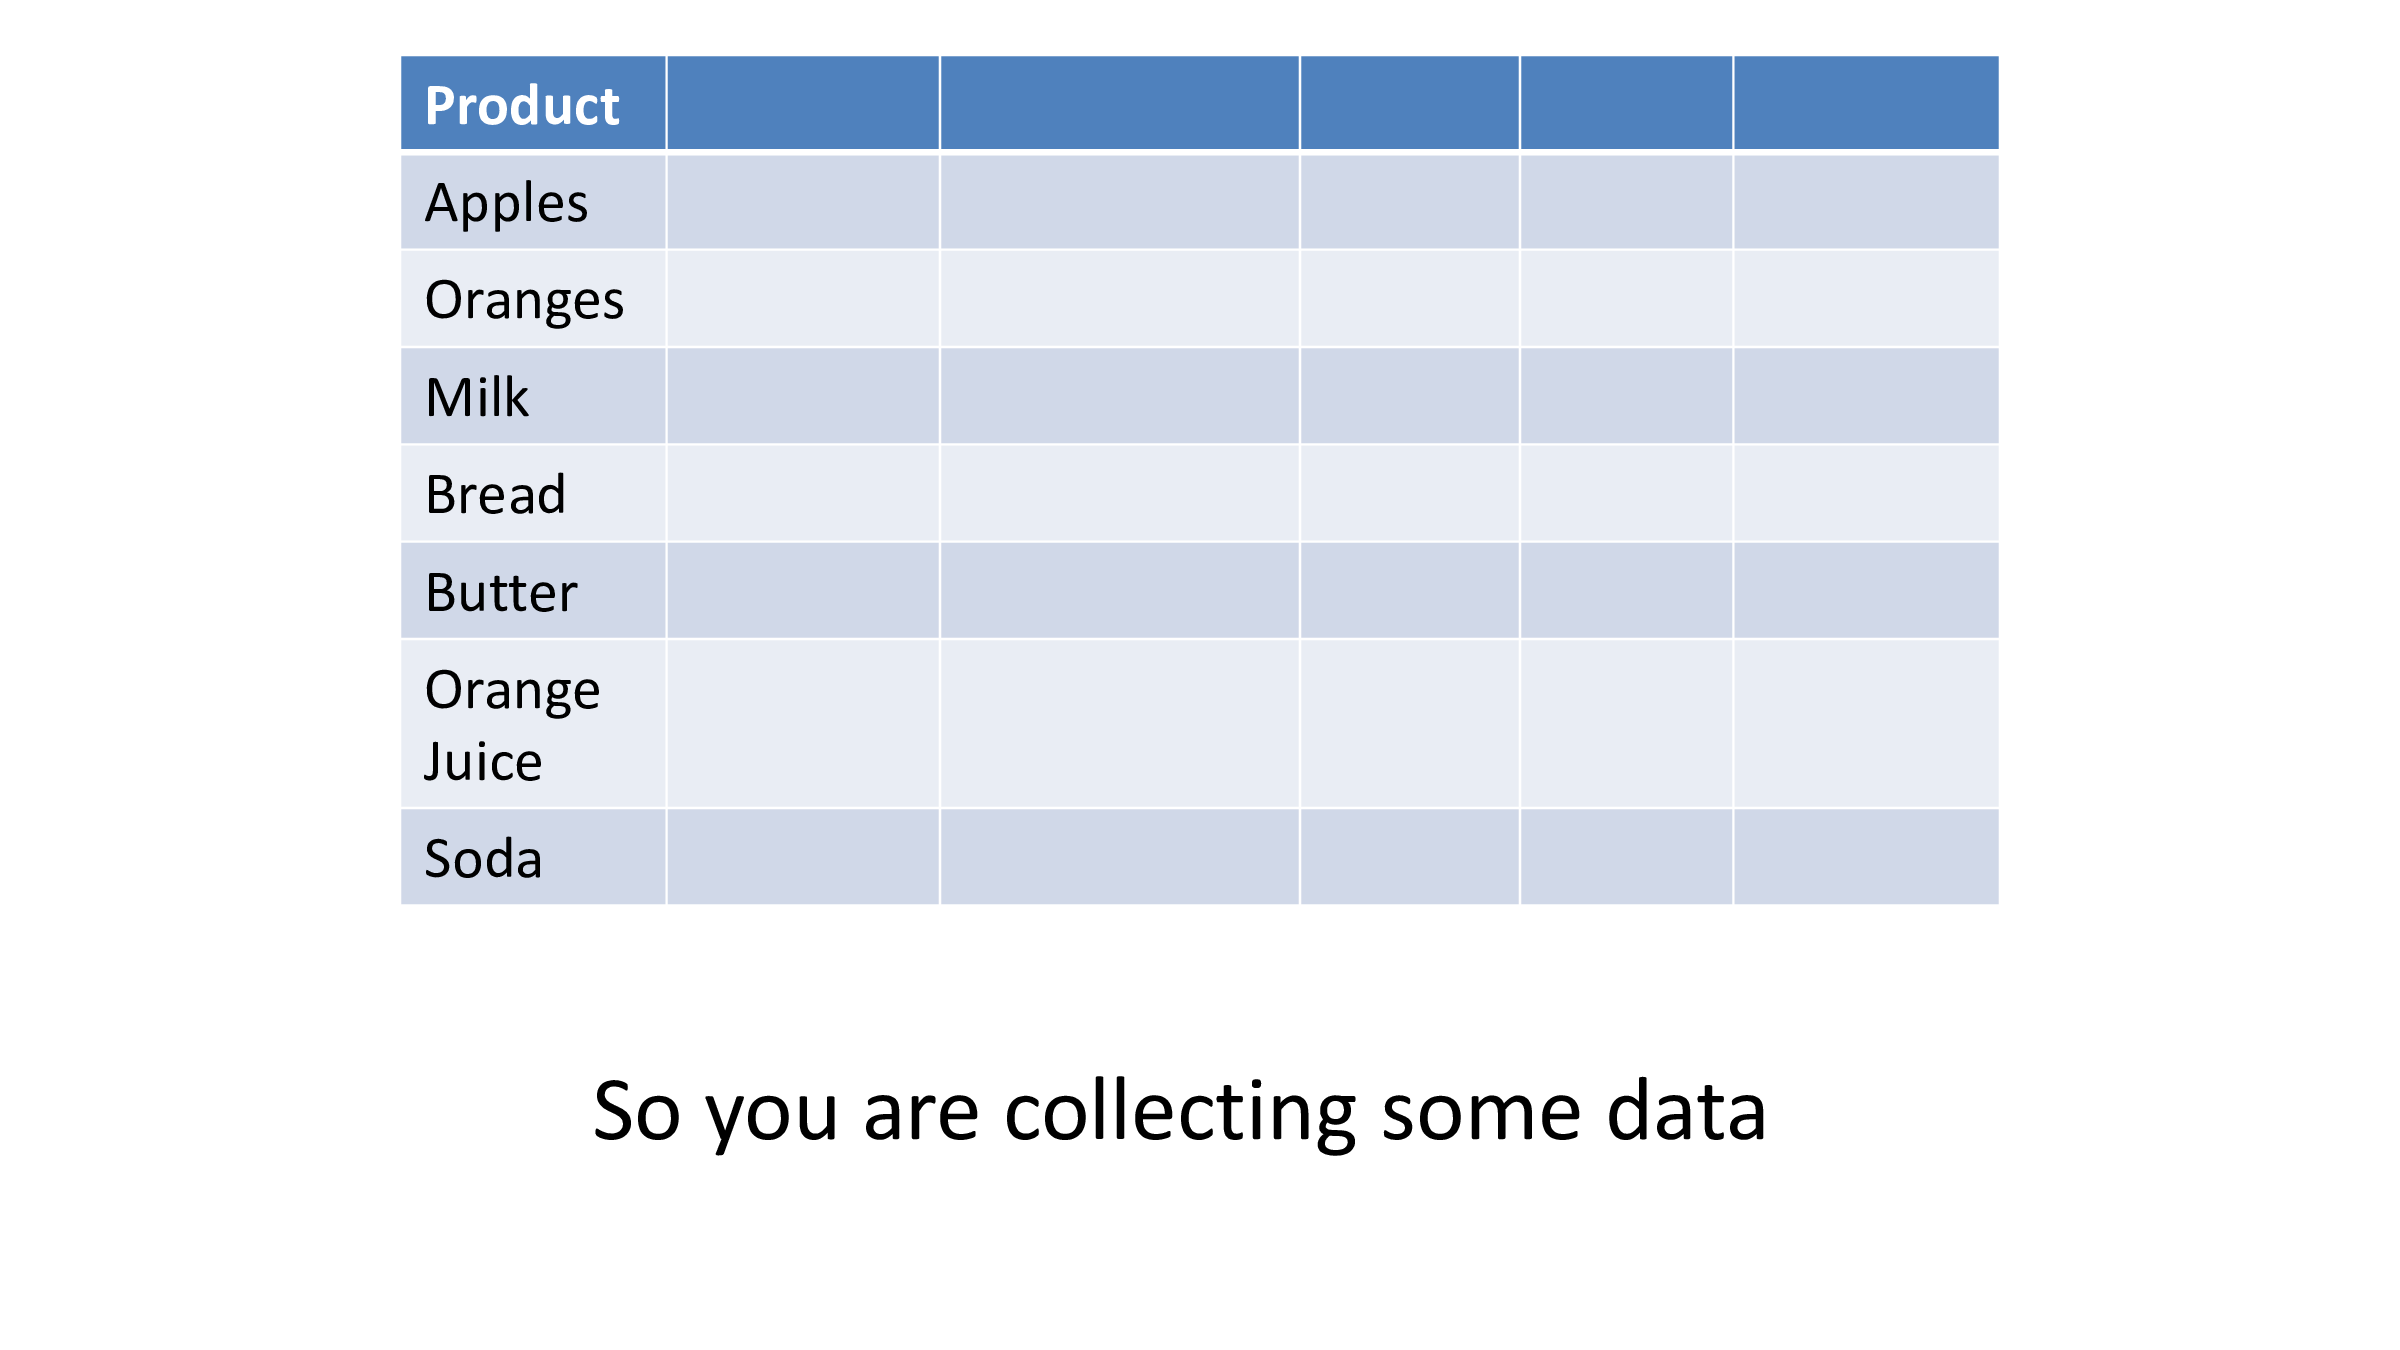 Product
Apples
Oranges
Milk
Bread
Butter
Orange
Juice
Soda
So you are collecting some data